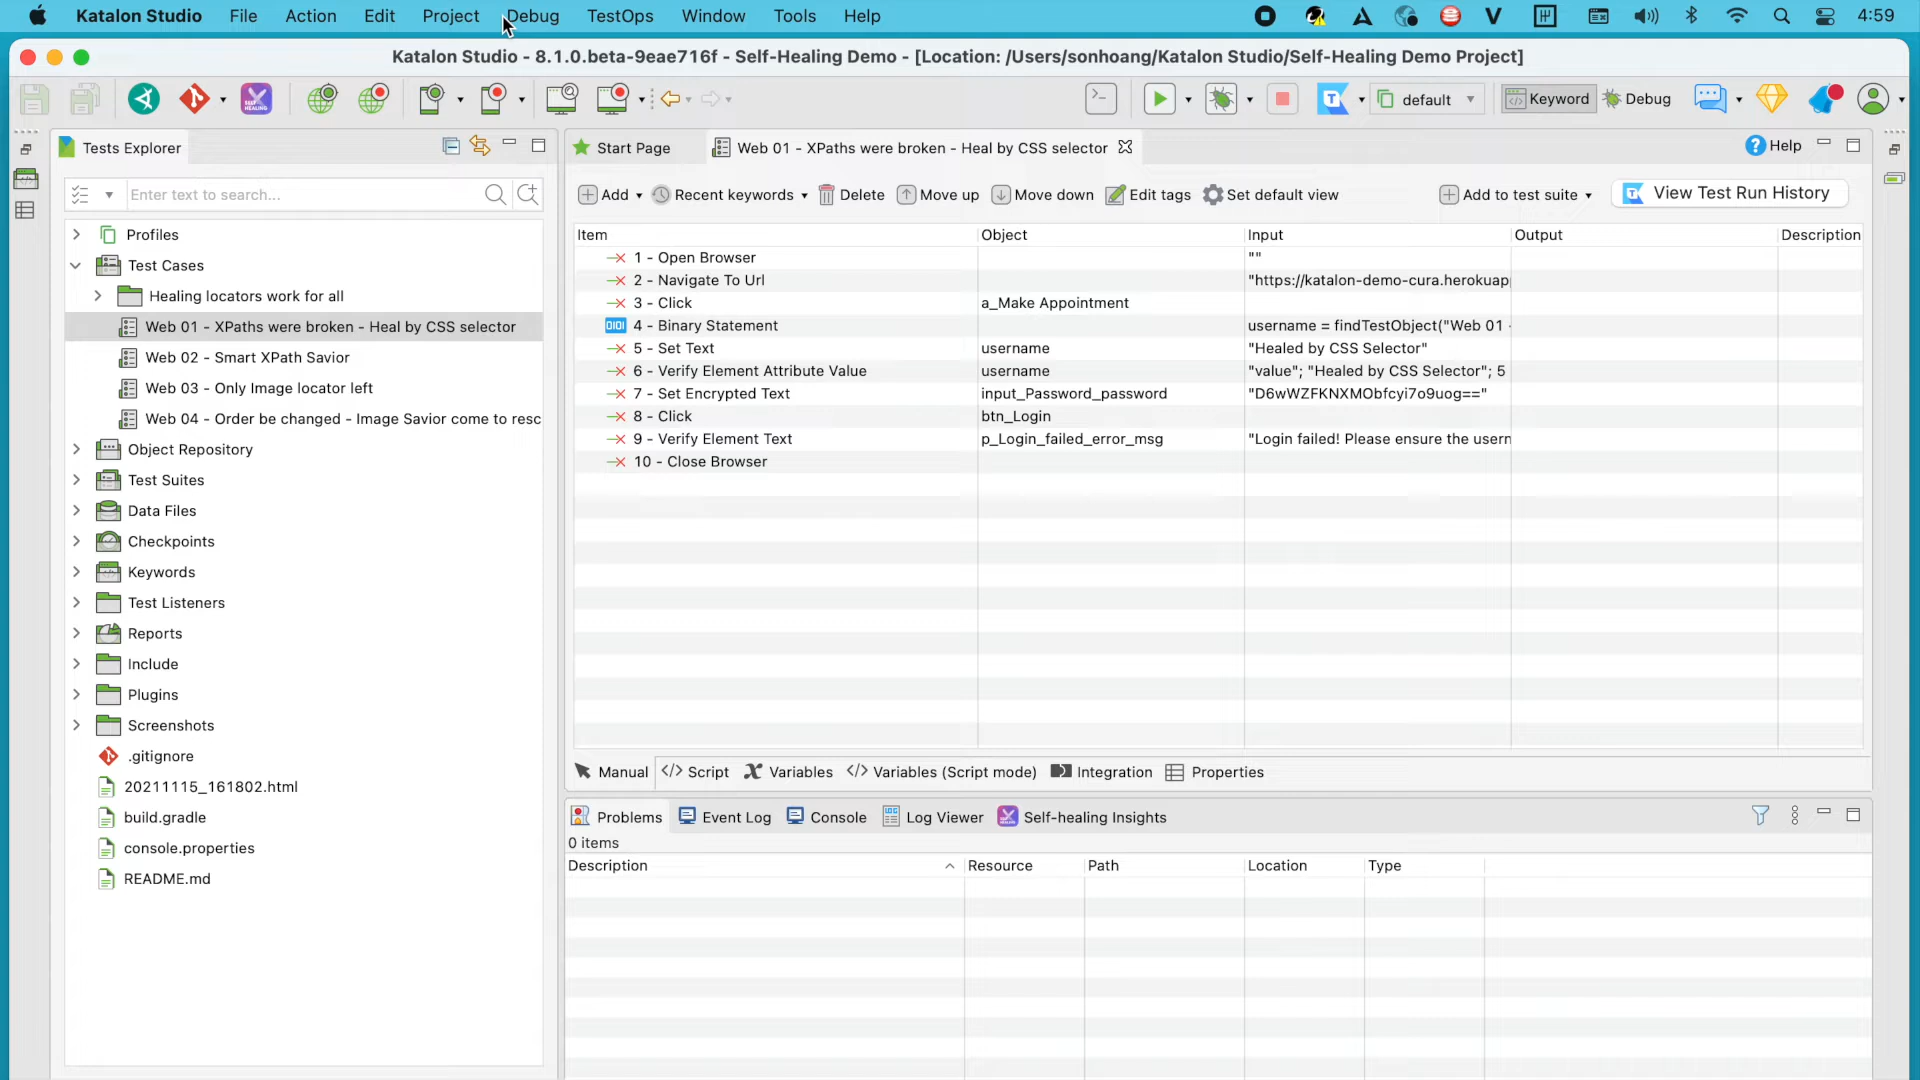 Katalon Studio File Action Edit Project Debug TestOps Window Tools Help 4:59
Katalon Studio - 8.1.0.beta-9eae716f - Self-Healing Demo - [Location: /Users/sonhoang/Katalon Studio/Self-Healing Demo Project]
default Keyword Debug
Tests Explorer
Enter text to search...
Profiles
Test Cases
Healing locators work for all
Web 01 - XPaths were broken - Heal by CSS selector
Web 02 - Smart XPath Savior
Web 03 - Only Image locator left
Web 04 - Order be changed - Image Savior come to resc
Object Repository
Test Suites
Data Files
Checkpoints
Keywords
Test Listeners
Reports
Include
Plugins
Screenshots
.gitignore
20211115_161802.html
build.gradle
console.properties
README.md
Start Page Web 01 - XPaths were broken - Heal by CSS selector Help
Add Recent keywords Delete Move up Move down Edit tags Set default view Add to test suite View Test Run History
Item Object Input Output Description
1 - Open Browser ""
2 - Navigate To Url "https://katalon-demo-cura.herokuap
3 - Click a_Make Appointment
4 - Binary Statement username = findTestObject("Web 01 -
5 - Set Text username "Healed by CSS Selector"
6 - Verify Element Attribute Value username "value"; "Healed by CSS Selector"; 5
7 - Set Encrypted Text input_Password_password "D6wWZFKNXMObfcyi7o9uog=="
8 - Click btn_Login
9 - Verify Element Text p_Login_failed_error_msg "Login failed! Please ensure the usern
10 - Close Browser
Manual Script Variables Variables (Script mode) Integration Properties
Problems Event Log Console Log Viewer Self-healing Insights
0 items
Description Resource Path Location Type